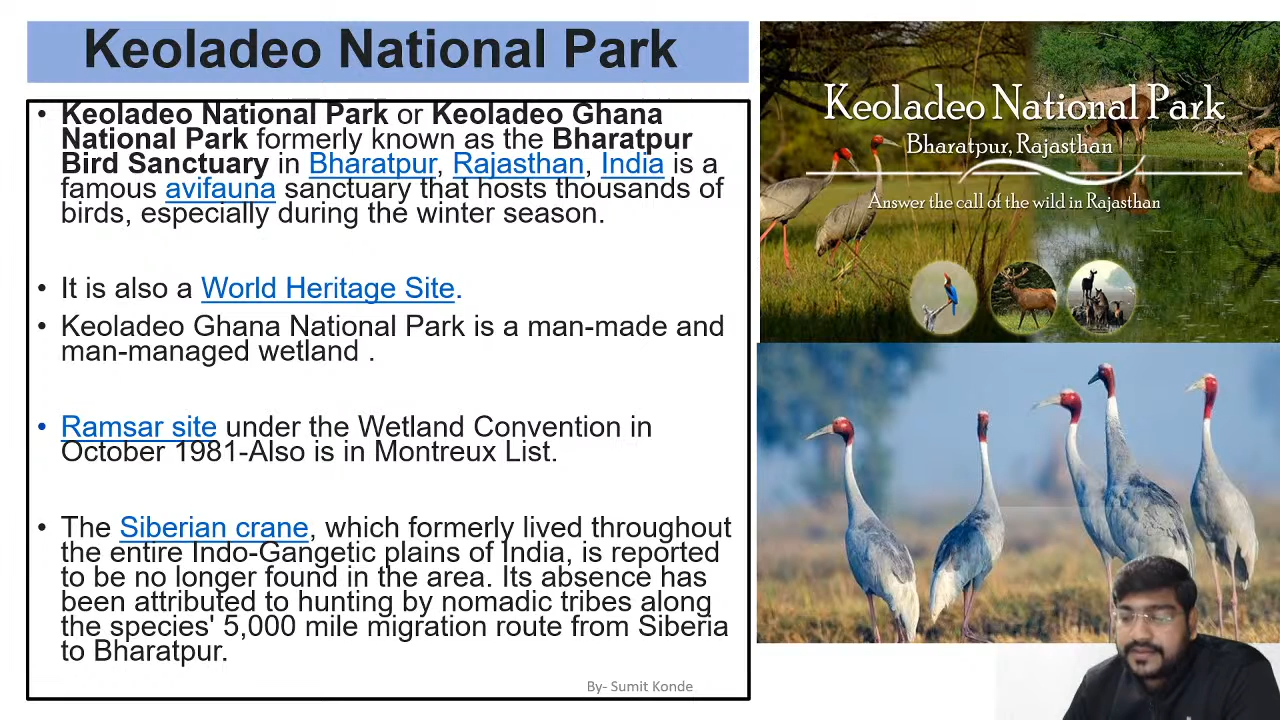 Keoladeo National Park
• Keoladeo National Park or Keoladeo Ghana
National Park formerly known as the Bharatpur
Bird Sanctuary in Bharatpur, Rajasthan, India is a
famous avifauna sanctuary that hosts thousands of
birds, especially during the winter season.
• It is also a World Heritage Site.
• Keoladeo Ghana National Park is a man-made and
man-managed wetland .
• Ramsar site under the Wetland Convention in
October 1981-Also is in Montreux List.
• The Siberian crane, which formerly lived throughout
the entire Indo-Gangetic plains of India, is reported
to be no longer found in the area. Its absence has
been attributed to hunting by nomadic tribes along
the species' 5,000 mile migration route from Siberia
to Bharatpur.
By- Sumit Konde
Keoladeo National Park
Bharatpur, Rajasthan
Answer the call of the wild in Rajasthan